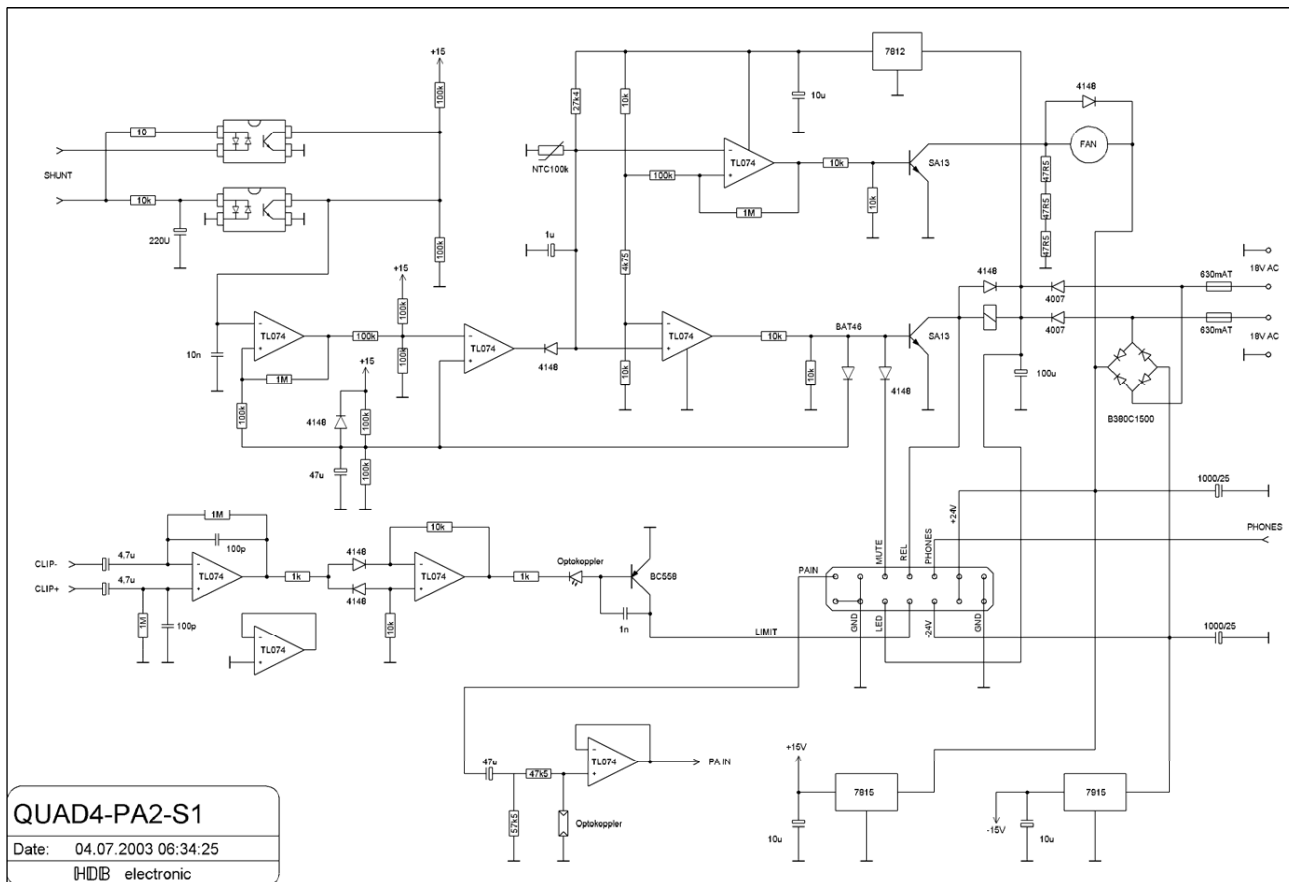 7812
+15
4148
100k
27k4
10k
10u
10
FAN
TL074
NTC100k
10k
SA13
SHUNT
100k
47R5
10k
10k
1M
47R5
220U
1u
100k
4k75
47R5
+15
4148
630mAT
18V AC
100k
4007
TL074
100k
TL074
TL074
10k
BAT46
SA13
18V AC
10n
4148
4007
630mAT
100k
+15
1M
10k
10k
4148
100u
100k
4148
100k
B380C1500
47u
100k
1000/25
1M
+24V
10k
PHONES
4,7u
100p
4148
MUTE
REL
PHONES
CLIP-
Optokoppler
PAIN
TL074
1k
TL074
1k
BC558
CLIP+
4,7u
4148
1M
100p
10k
1n
GND
LED
-24V
GND
1000/25
TL074
LIMIT
47u
47k5
TL074
PA IN
+15V
7815
7915
57k5
Optokoppler
10u
-15V
10u
QUAD4-PA2-S1
Date: 04.07.2003 06:34:25
HDB electronic